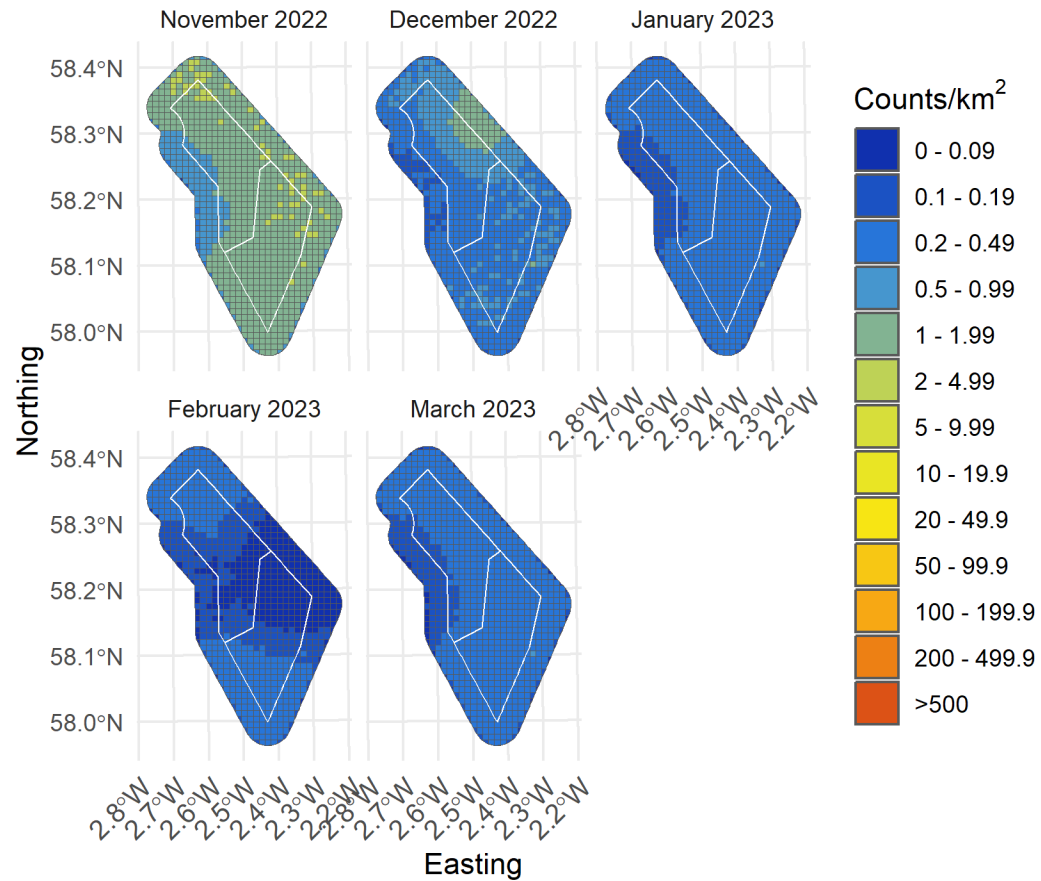 November 2022
December 2022
January 2023
58.4°N
58.3°N
58.2°N
58.1°N
58.0°N
2.8°W
2.7°W
2.6°W
2.5°W
2.4°W
2.3°W
2.2°W
February 2023
March 2023
58.4°N
58.3°N
58.2°N
58.1°N
58.0°N
2.8°W
2.7°W
2.6°W
2.5°W
2.4°W
2.3°W
2.2°W
2.8°W
2.7°W
2.6°W
2.5°W
2.4°W
2.3°W
2.2°W
Northing
Easting
Counts/km²
0 - 0.09
0.1 - 0.19
0.2 - 0.49
0.5 - 0.99
1 - 1.99
2 - 4.99
5 - 9.99
10 - 19.9
20 - 49.9
50 - 99.9
100 - 199.9
200 - 499.9
>500